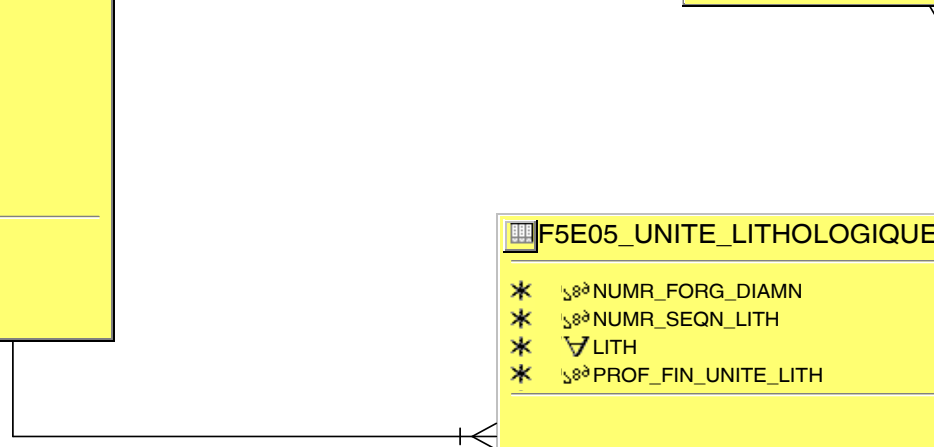 F5E05_UNITE_LITHOLOGIQUE
NUMR_FORG_DIAMN
NUMR_SEQN_LITH
LITH
PROF_FIN_UNITE_LITH